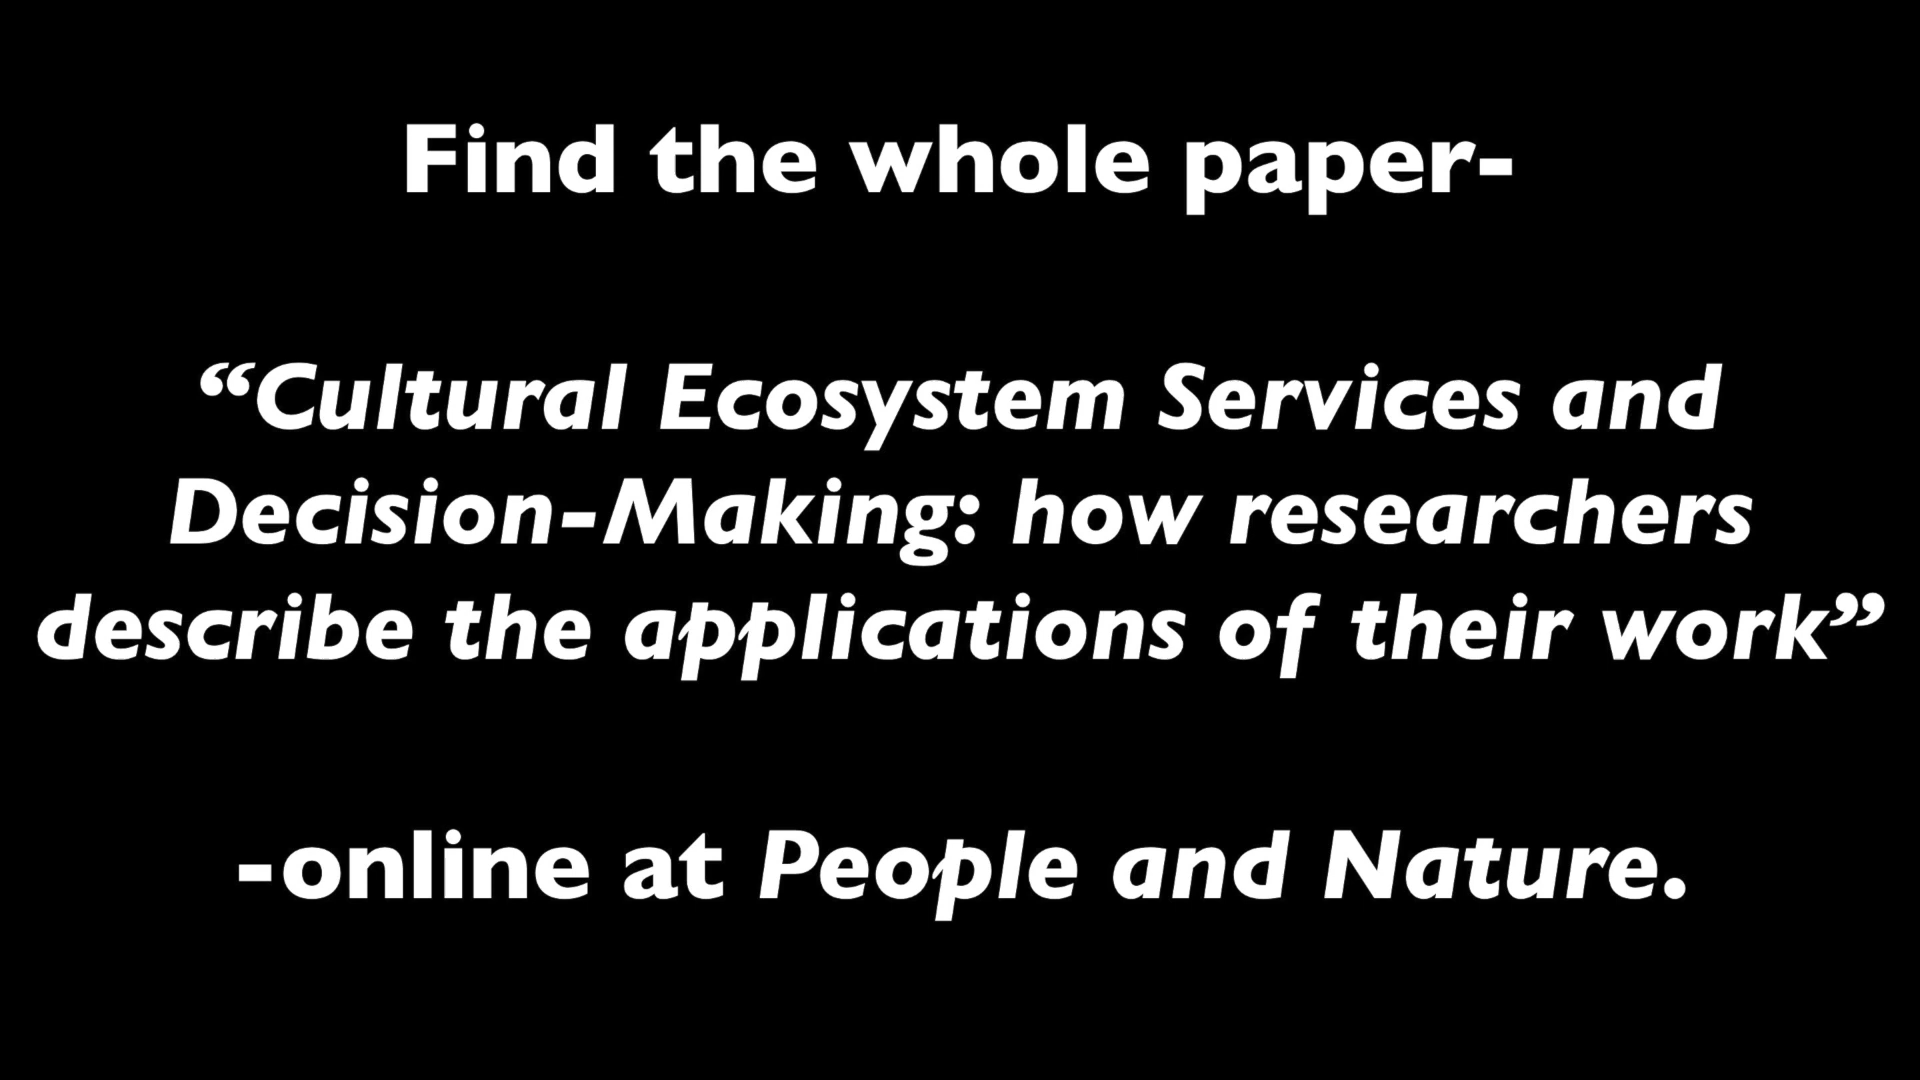 Find the whole paper-
“Cultural Ecosystem Services and
Decision-Making: how researchers
describe the applications of their work”
-online at People and Nature.